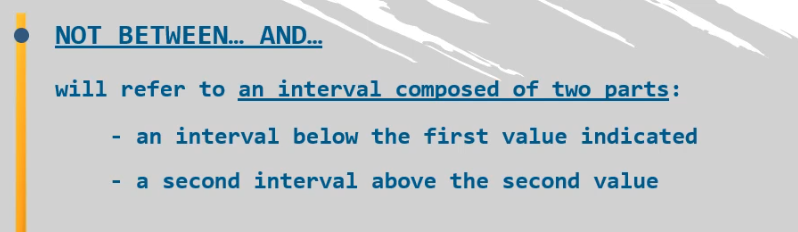 NOT BETWEEN… AND…
will refer to an interval composed of two parts:
- an interval below the first value indicated
- a second interval above the second value